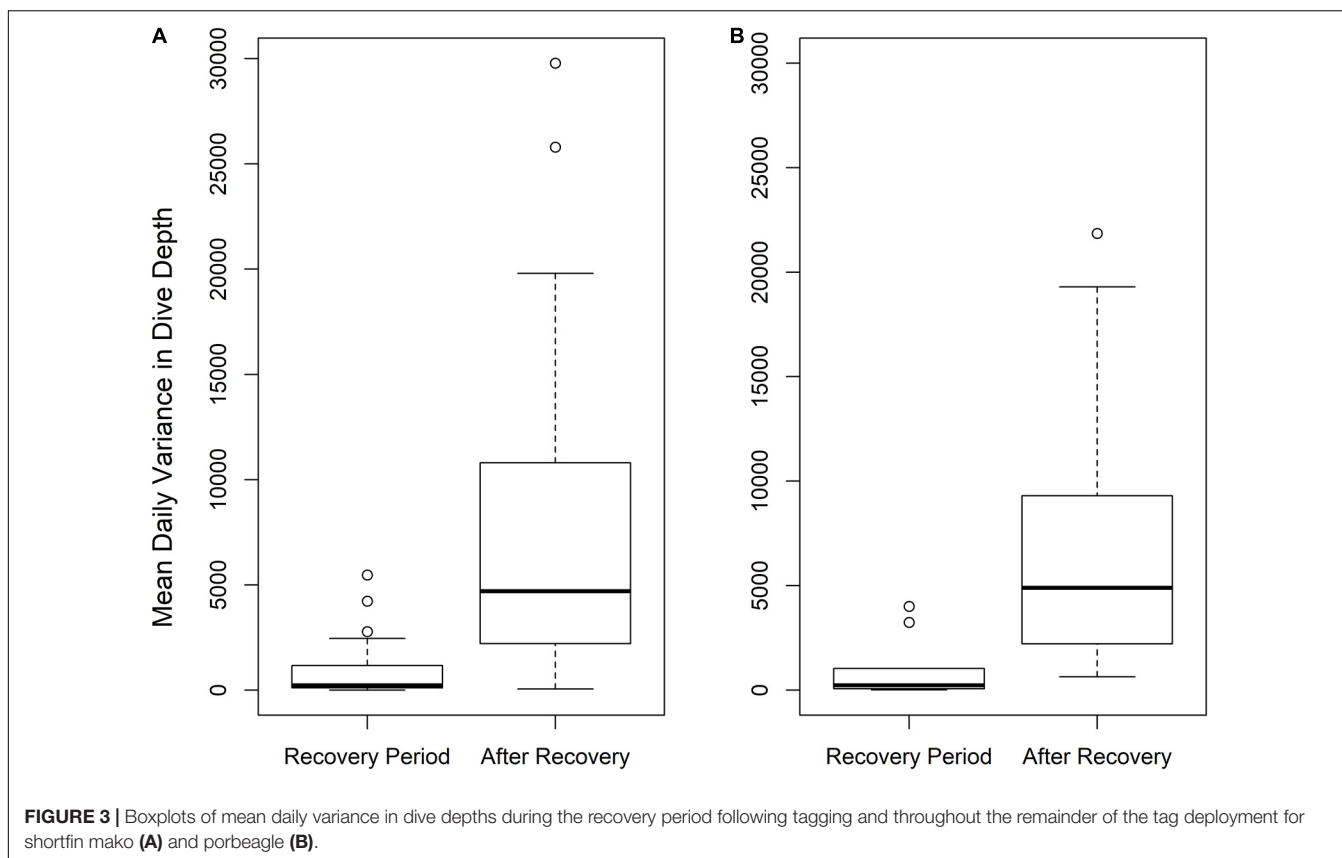 A
B
Mean Daily Variance in Dive Depth
30000
25000
20000
15000
10000
5000
0
Recovery Period
After Recovery
30000
25000
20000
15000
10000
5000
0
Recovery Period
After Recovery
FIGURE 3 | Boxplots of mean daily variance in dive depths during the recovery period following tagging and throughout the remainder of the tag deployment for
shortfin mako (A) and porbeagle (B).